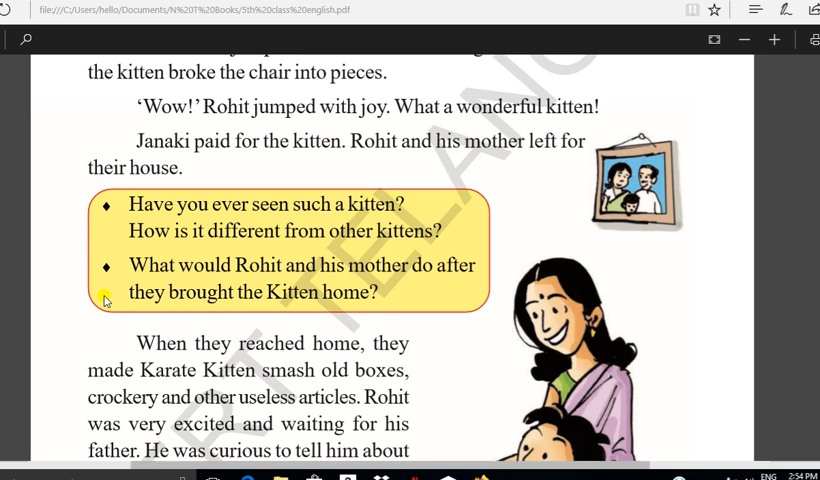 file:///C:/Users/hello/Documents/N%20T%20Books/5th%20class%20english.pdf
the kitten broke the chair into pieces.
‘Wow!’ Rohit jumped with joy. What a wonderful kitten!
Janaki paid for the kitten. Rohit and his mother left for
their house.
♦ Have you ever seen such a kitten?
How is it different from other kittens?
♦ What would Rohit and his mother do after
they brought the Kitten home?
When they reached home, they
made Karate Kitten smash old boxes,
crockery and other useless articles. Rohit
was very excited and waiting for his
father. He was curious to tell him about
ENG
2:54 PM